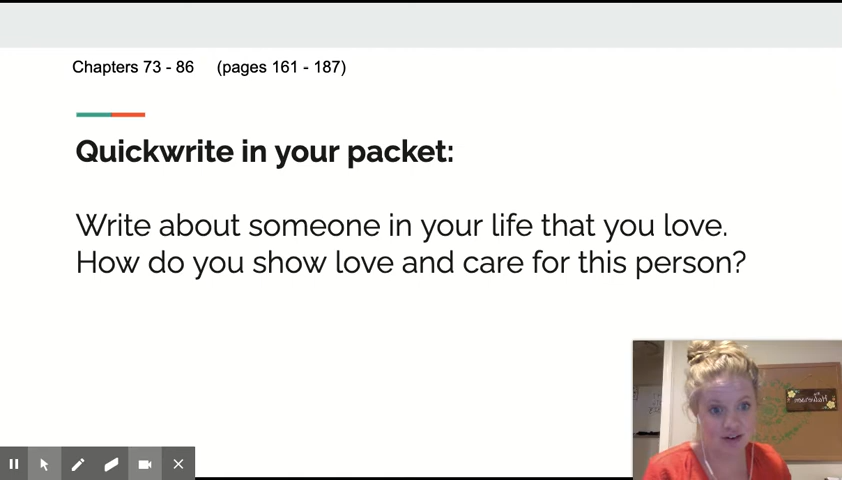 Chapters 73 - 86 (pages 161 - 187)
Quickwrite in your packet:
Write about someone in your life that you love.
How do you show love and care for this person?